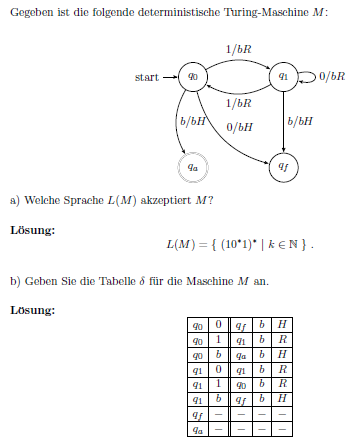 Gegeben ist die folgende deterministische Turing-Maschine M:
1/bR
start q0 q1 0/bR
1/bR
b/bH 0/bH b/bH
qa qf
a) Welche Sprache L(M) akzeptiert M?
Lösung:
L(M) = { (10*1)* | k ∈ ℕ } .
b) Geben Sie die Tabelle δ für die Maschine M an.
Lösung:
q0 0 qf b H
q0 1 q1 b R
q0 b qa b H
q1 0 q1 b R
q1 1 q0 b R
q1 b qf b H
qf – – – –
qa – – – –